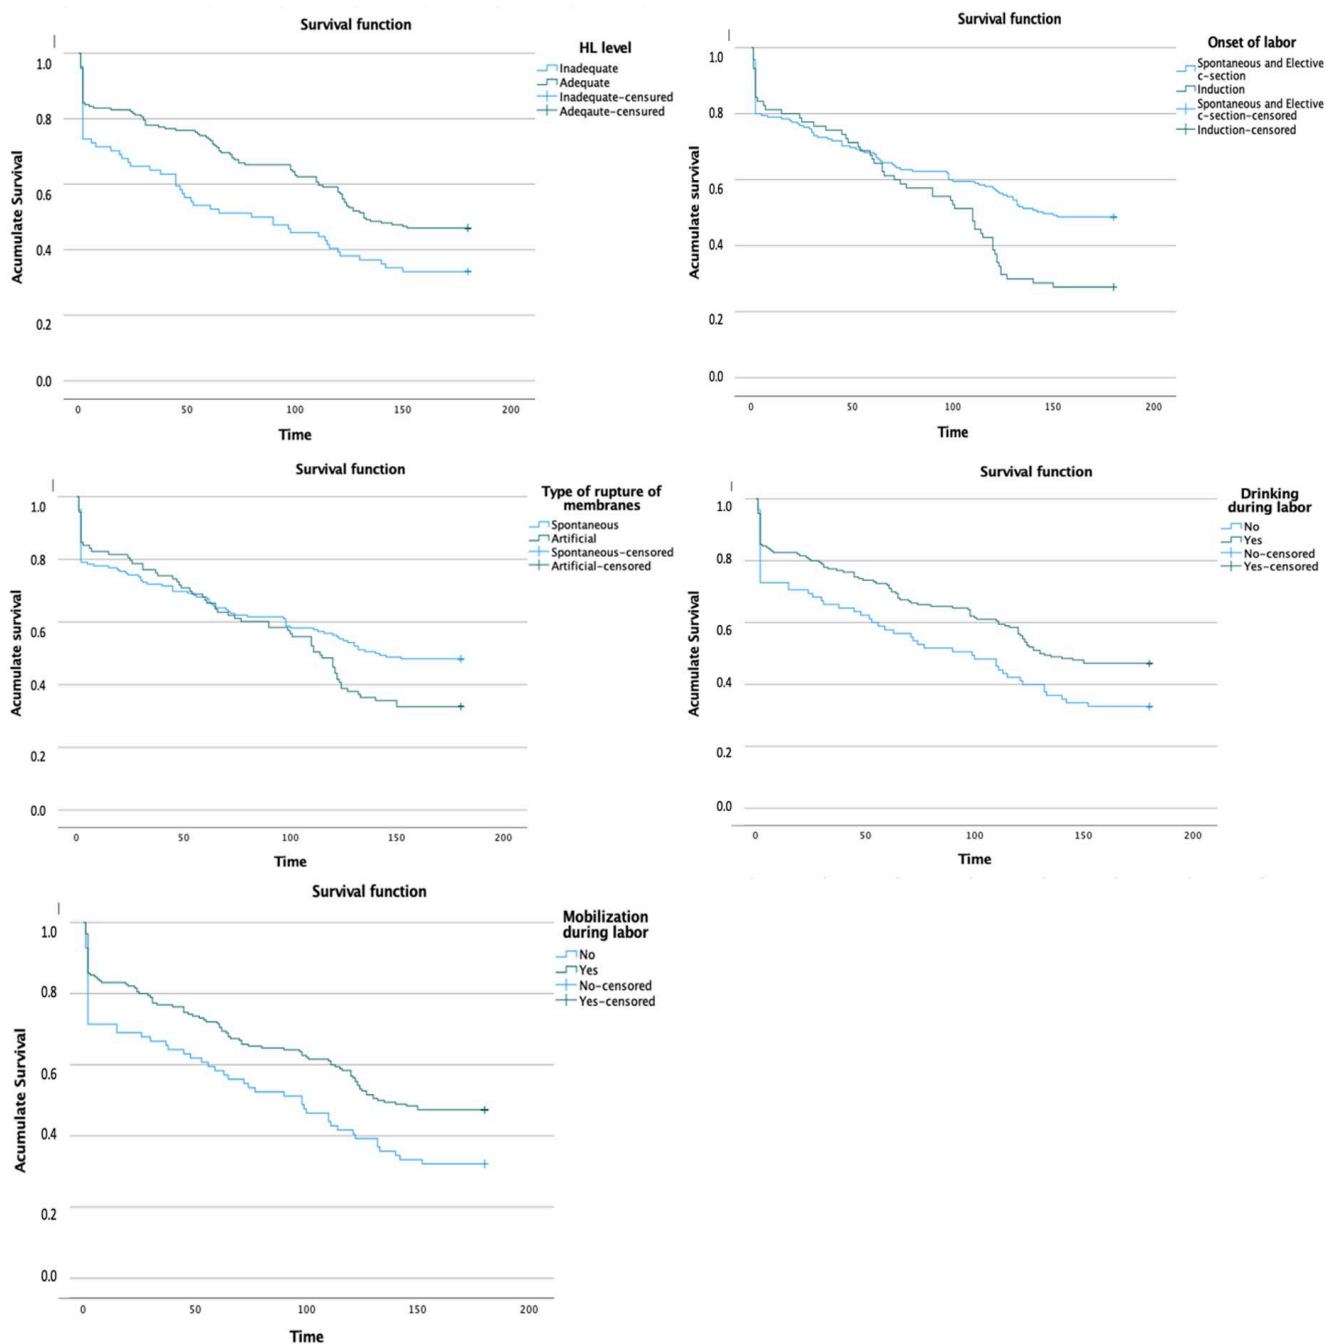 Survival function
HL level
Inadequate
Adequate
Inadequate-censured
Adeqaute-censured
Acumulate Survival
1.0
0.8
0.6
0.4
0.2
0.0
0 50 100 150 200
Time
Survival function
Onset of labor
Spontaneous and Elective
c-section
Induction
Spontaneous and Elective
c-section-censored
Induction-censored
Acumulate survival
1.0
0.8
0.6
0.4
0.2
0.0
0 50 100 150 200
Time
Survival function
Type of rupture of
membranes
Spontaneous
Artificial
Spontaneous-censored
Artificial-censored
Acumulate survival
1.0
0.8
0.6
0.4
0.2
0.0
0 50 100 150 200
Time
Survival function
Drinking
during labor
No
Yes
No-censored
Yes-censored
Acumulate Survival
1.0
0.8
0.6
0.4
0.2
0.0
0 50 100 150 200
Time
Survival function
Mobilization
during labor
No
Yes
No-censored
Yes-censored
Acumulate Survival
1.0
0.8
0.6
0.4
0.2
0.0
0 50 100 150 200
Time